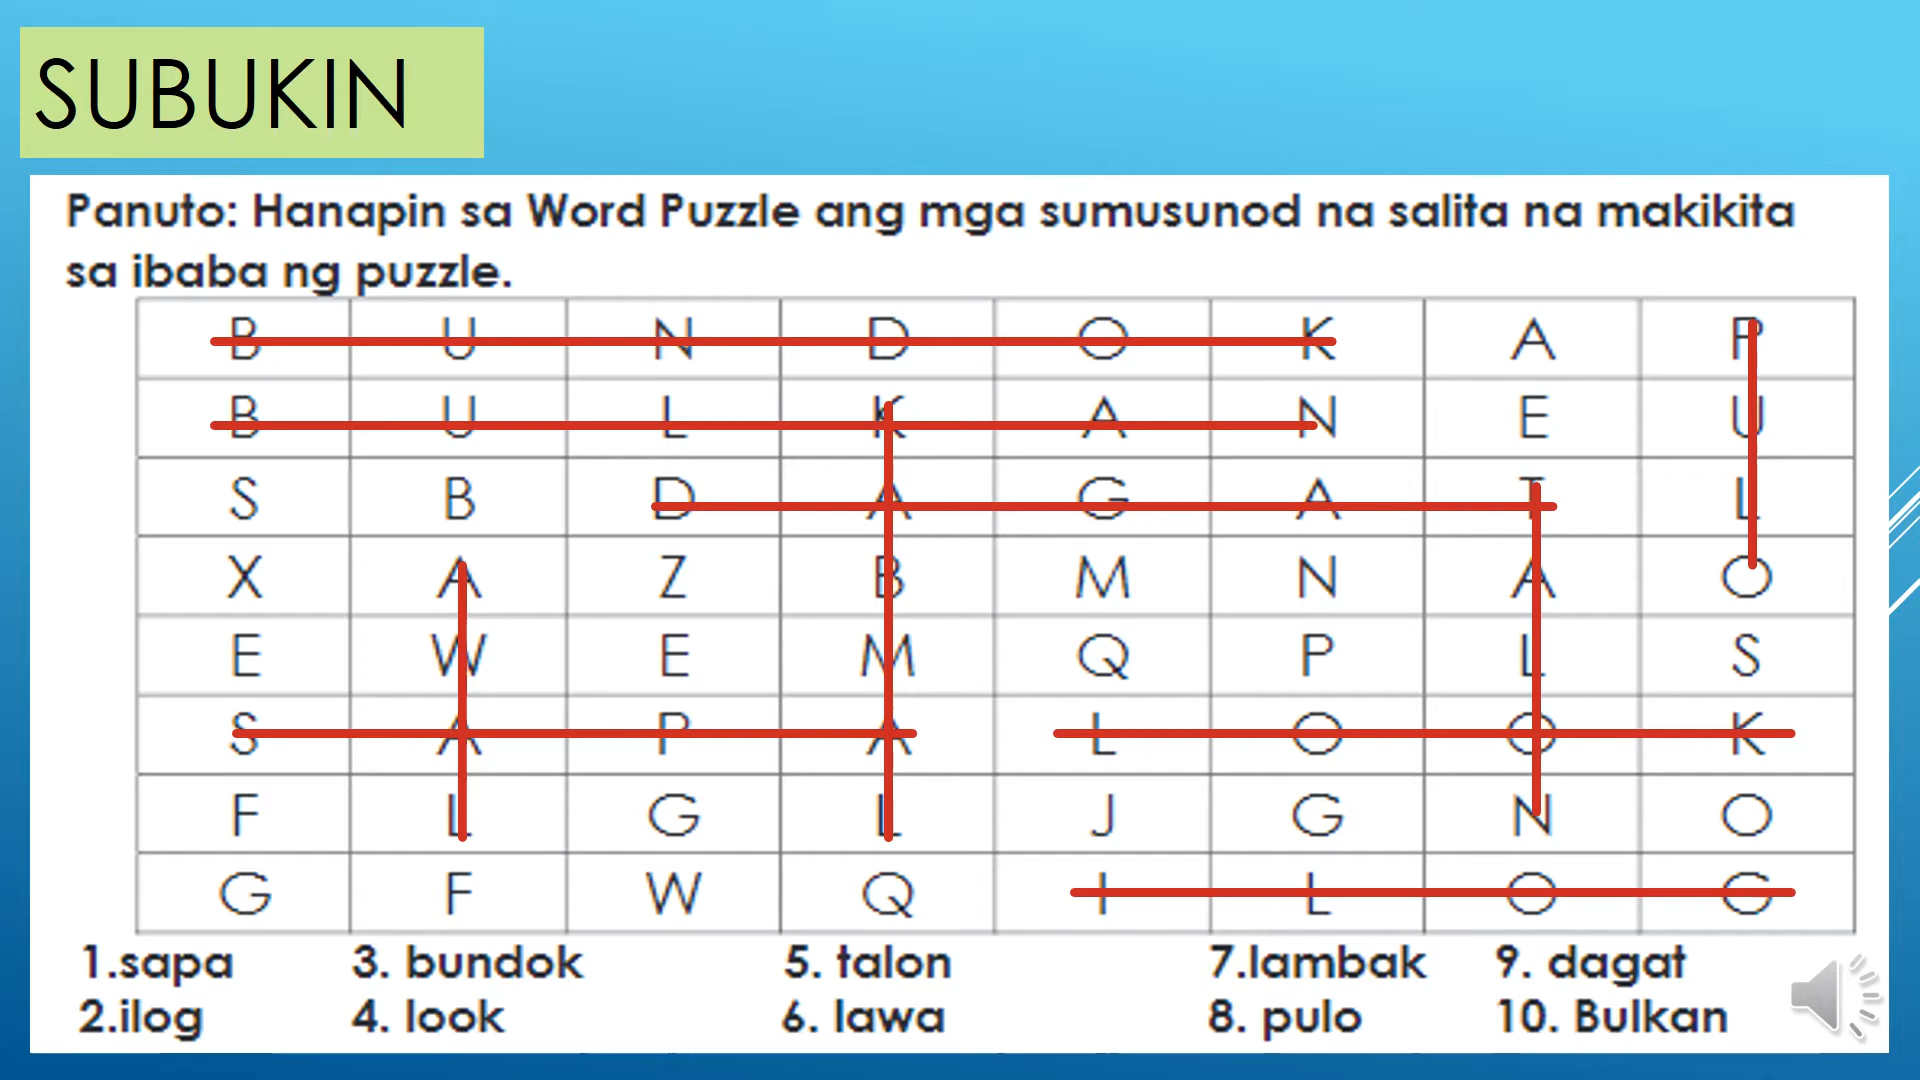 SUBUKIN
Panuto: Hanapin sa Word Puzzle ang mga sumusunod na salita na makikita
sa ibaba ng puzzle.
B U N D O K A P
B U L K A N E U
S B D A G A T L
X A Z B M N A O
E W E M Q P L S
S A P A L O O K
F L G L J G N O
G F W Q I L O G
1.sapa 3. bundok 5. talon 7.lambak 9. dagat
2.ilog 4. look 6. lawa 8. pulo 10. Bulkan